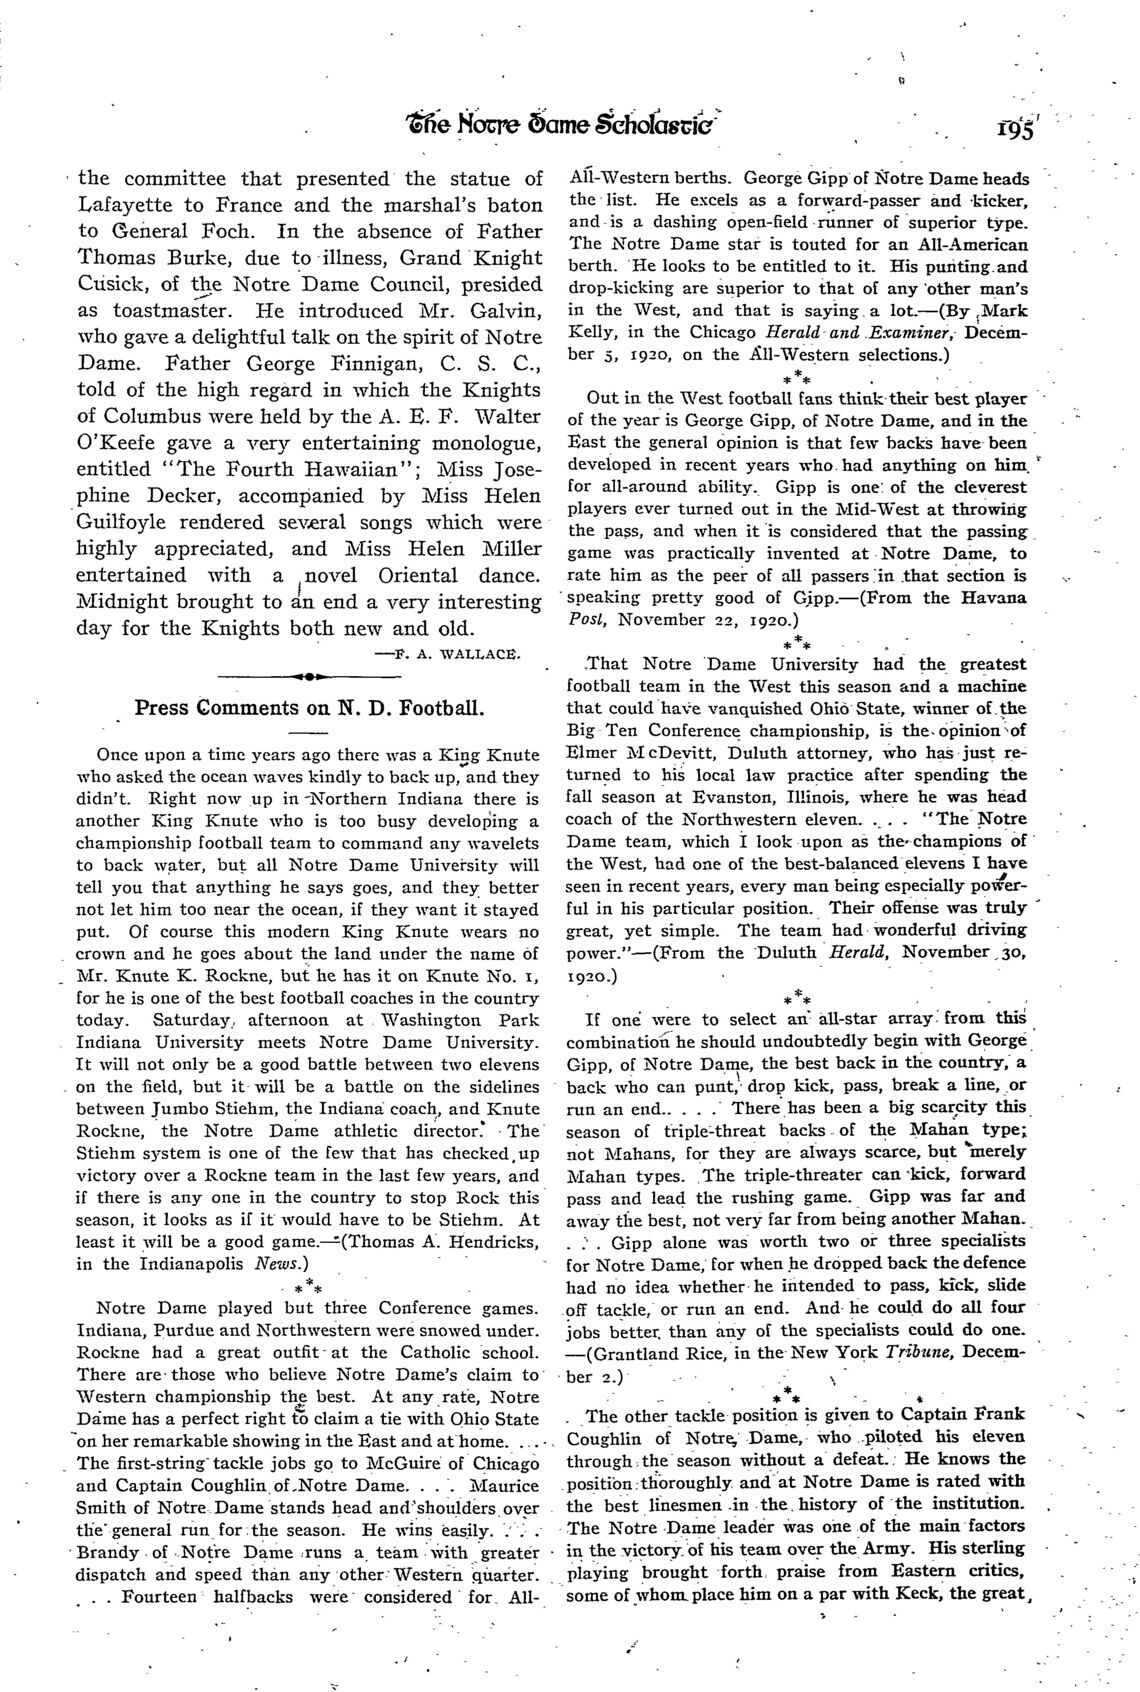 The Notre Dame Scholastic
195
the committee that presented the statue of
Lafayette to France and the marshal's baton
to General Foch. In the absence of Father
Thomas Burke, due to illness, Grand Knight
Cusick, of the Notre Dame Council, presided
as toastmaster. He introduced Mr. Galvin,
who gave a delightful talk on the spirit of Notre
Dame. Father George Finnigan, C. S. C.,
told of the high regard in which the Knights
of Columbus were held by the A. E. F. Walter
O'Keefe gave a very entertaining monologue,
entitled "The Fourth Hawaiian"; Miss Jose-
phine Decker, accompanied by Miss Helen
Guilfoyle rendered several songs which were
highly appreciated, and Miss Helen Miller
entertained with a novel Oriental dance.
Midnight brought to an end a very interesting
day for the Knights both new and old.
—F. A. WALLACE.
Press Comments on N. D. Football.
Once upon a time years ago there was a King Knute
who asked the ocean waves kindly to back up, and they
didn't. Right now up in Northern Indiana there is
another King Knute who is too busy developing a
championship football team to command any wavelets
to back water, but all Notre Dame University will
tell you that anything he says goes, and they better
not let him too near the ocean, if they want it stayed
put. Of course this modern King Knute wears no
crown and he goes about the land under the name of
Mr. Knute K. Rockne, but he has it on Knute No. 1,
for he is one of the best football coaches in the country
today. Saturday afternoon at Washington Park
Indiana University meets Notre Dame University.
It will not only be a good battle between two elevens
on the field, but it will be a battle on the sidelines
between Jumbo Stiehm, the Indiana coach, and Knute
Rockne, the Notre Dame athletic director. The
Stiehm system is one of the few that has checked up
victory over a Rockne team in the last few years, and
if there is any one in the country to stop Rock this
season, it looks as if it would have to be Stiehm. At
least it will be a good game.—(Thomas A. Hendricks,
in the Indianapolis News.)
***
Notre Dame played but three Conference games.
Indiana, Purdue and Northwestern were snowed under.
Rockne had a great outfit at the Catholic school.
There are those who believe Notre Dame's claim to
Western championship the best. At any rate, Notre
Dame has a perfect right to claim a tie with Ohio State
on her remarkable showing in the East and at home. . . . .
The first-string tackle jobs go to McGuire of Chicago
and Captain Coughlin of Notre Dame. . . . Maurice
Smith of Notre Dame stands head and shoulders over
the general run for the season. He wins easily. . . .
Brandy of Notre Dame runs a team with greater
dispatch and speed than any other Western quarter.
. . . Fourteen halfbacks were considered for All-
All-Western berths. George Gipp of Notre Dame heads
the list. He excels as a forward-passer and kicker,
and is a dashing open-field runner of superior type.
The Notre Dame star is touted for an All-American
berth. He looks to be entitled to it. His punting and
drop-kicking are superior to that of any other man's
in the West, and that is saying a lot.—(By Mark
Kelly, in the Chicago Herald and Examiner, Decem-
ber 5, 1920, on the All-Western selections.)
***
Out in the West football fans think their best player
of the year is George Gipp, of Notre Dame, and in the
East the general opinion is that few backs have been
developed in recent years who had anything on him
for all-around ability. Gipp is one of the cleverest
players ever turned out in the Mid-West at throwing
the pass, and when it is considered that the passing
game was practically invented at Notre Dame, to
rate him as the peer of all passers in that section is
speaking pretty good of Gipp.—(From the Havana
Post, November 22, 1920.)
***
That Notre Dame University had the greatest
football team in the West this season and a machine
that could have vanquished Ohio State, winner of the
Big Ten Conference championship, is the opinion of
Elmer McDevitt, Duluth attorney, who has just re-
turned to his local law practice after spending the
fall season at Evanston, Illinois, where he was head
coach of the Northwestern eleven. . . . "The Notre
Dame team, which I look upon as the champions of
the West, had one of the best-balanced elevens I have
seen in recent years, every man being especially power-
ful in his particular position. Their offense was truly
great, yet simple. The team had wonderful driving
power."—(From the Duluth Herald, November 30,
1920.)
***
If one were to select an all-star array from this
combination he should undoubtedly begin with George
Gipp, of Notre Dame, the best back in the country, a
back who can punt, drop kick, pass, break a line, or
run an end. . . . . There has been a big scarcity this
season of triple-threat backs of the Mahan type;
not Mahans, for they are always scarce, but merely
Mahan types. The triple-threater can kick, forward
pass and lead the rushing game. Gipp was far and
away the best, not very far from being another Mahan.
. . . Gipp alone was worth two or three specialists
for Notre Dame, for when he dropped back the defence
had no idea whether he intended to pass, kick, slide
off tackle, or run an end. And he could do all four
jobs better than any of the specialists could do one.
—(Grantland Rice, in the New York Tribune, Decem-
ber 2.)
***
The other tackle position is given to Captain Frank
Coughlin of Notre Dame, who piloted his eleven
through the season without a defeat. He knows the
position thoroughly and at Notre Dame is rated with
the best linesmen in the history of the institution.
The Notre Dame leader was one of the main factors
in the victory of his team over the Army. His sterling
playing brought forth praise from Eastern critics,
some of whom place him on a par with Keck, the great